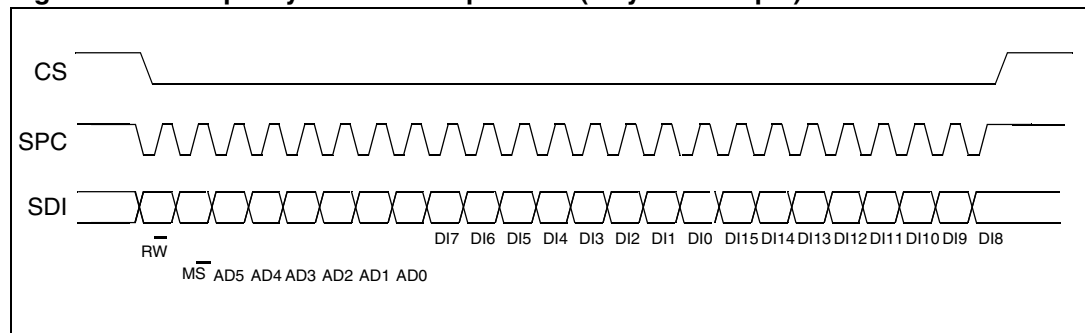 CS
SPC
SDI
DI7 DI6 DI5 DI4 DI3 DI2 DI1 DI0 DI15 DI14 DI13 DI12 DI11 DI10 DI9 DI8
RW
MS AD5 AD4 AD3 AD2 AD1 AD0